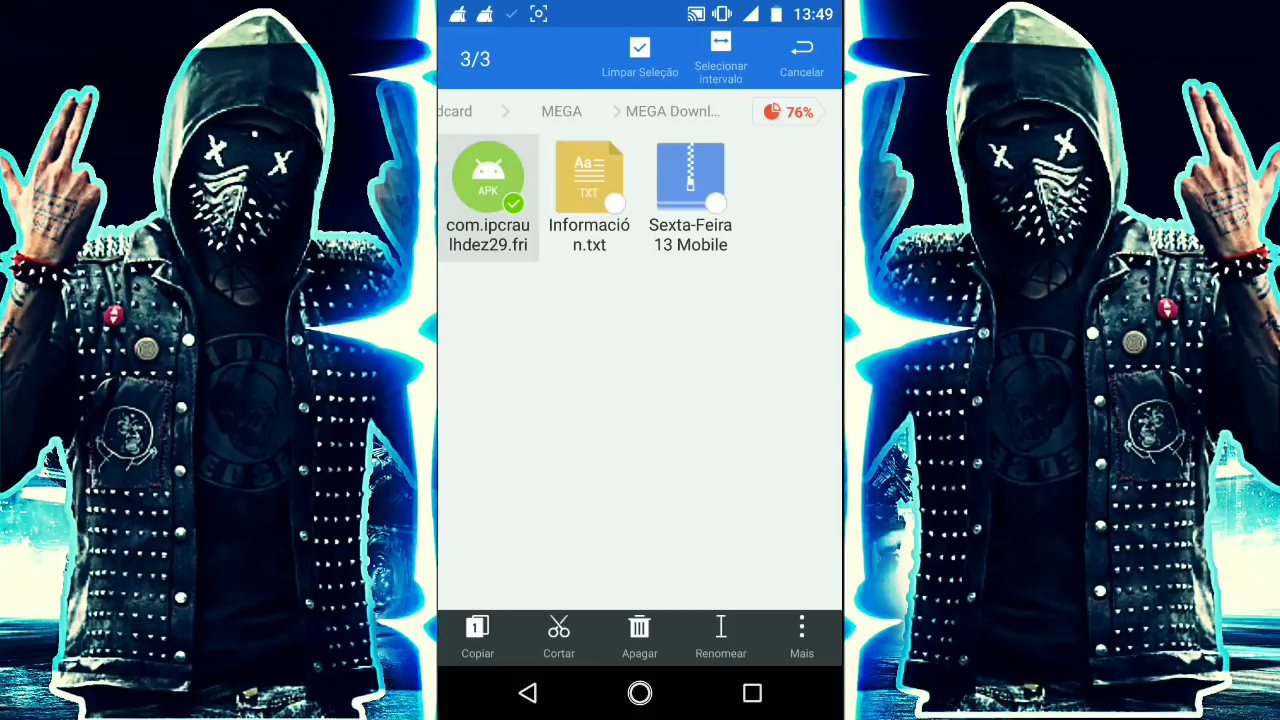 13:49
3/3
Limpar Seleção
Selecionar
intervalo
Cancelar
dcard
MEGA
MEGA Downl...
76%
APK
com.ipcrau
lhdez29.fri
Aa
TXT
Informació
n.txt
Sexta-Feira
13 Mobile
1
Copiar
Cortar
Apagar
Renomear
Mais